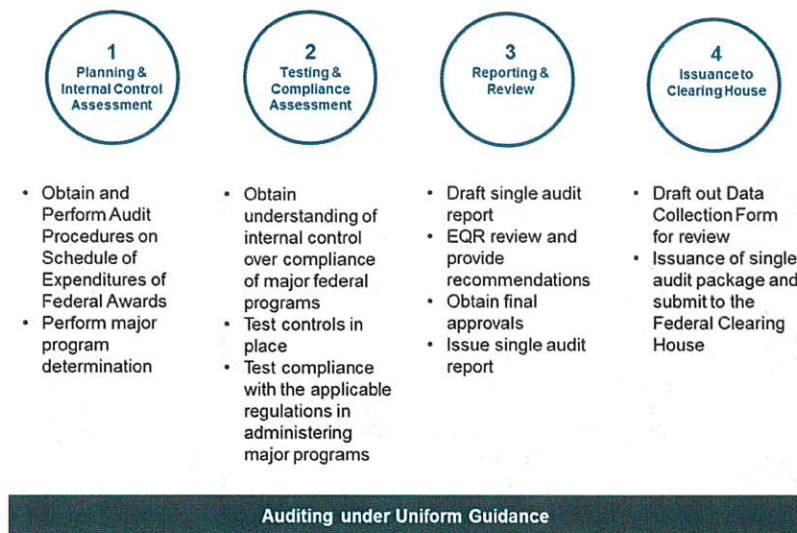 1
Planning &
Internal Control
Assessment
2
Testing &
Compliance
Assessment
3
Reporting &
Review
4
Issuance to
Clearing House
• Obtain and
Perform Audit
Procedures on
Schedule of
Expenditures of
Federal Awards
• Perform major
program
determination
• Obtain
understanding of
internal control
over compliance
of major federal
programs
• Test controls in
place
• Test compliance
with the applicable
regulations in
administering
major programs
• Draft single audit
report
• EQR review and
provide
recommendations
• Obtain final
approvals
• Issue single audit
report
• Draft out Data
Collection Form
for review
• Issuance of single
audit package and
submit to the
Federal Clearing
House
Auditing under Uniform Guidance